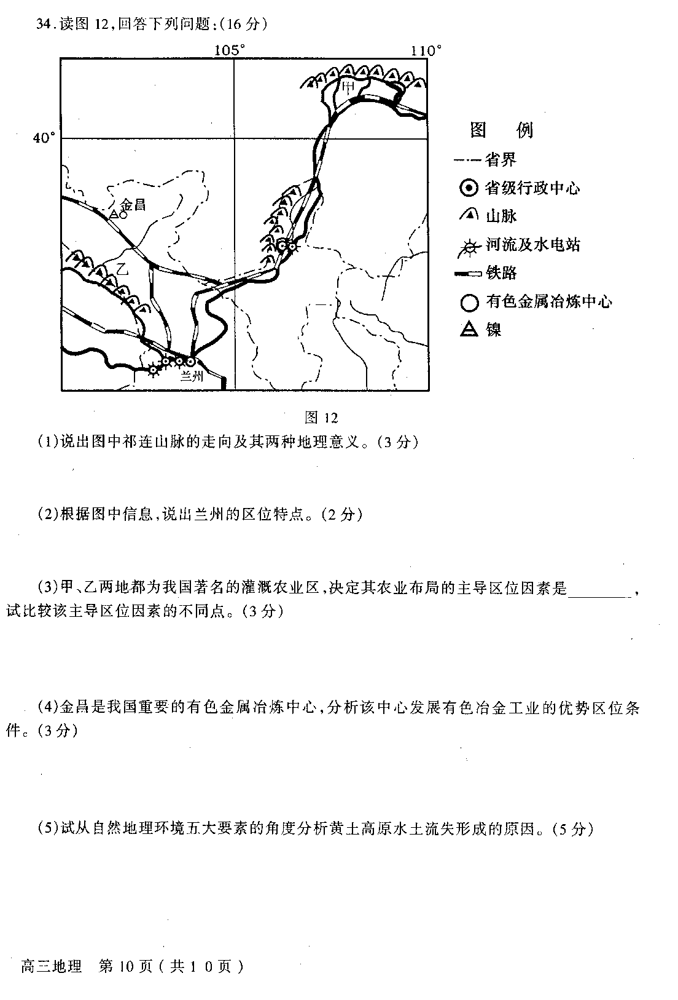 34.读图 12,回答下列问题:(16 分)
105° 110°
甲
40°
图 例
省界
省级行政中心
金昌
山脉
河流及水电站
乙
铁路
有色金属冶炼中心
镍
兰州
图 12
(1)说出图中祁连山脉的走向及其两种地理意义。(3 分)
(2)根据图中信息,说出兰州的区位特点。(2 分)
(3)甲、乙两地都为我国著名的灌溉农业区,决定其农业布局的主导区位因素是________,
试比较该主导区位因素的不同点。(3 分)
(4)金昌是我国重要的有色金属冶炼中心,分析该中心发展有色冶金工业的优势区位条
件。(3 分)
(5)试从自然地理环境五大要素的角度分析黄土高原水土流失形成的原因。(5 分)
高三地理 第 10 页 ( 共 1 0 页 )